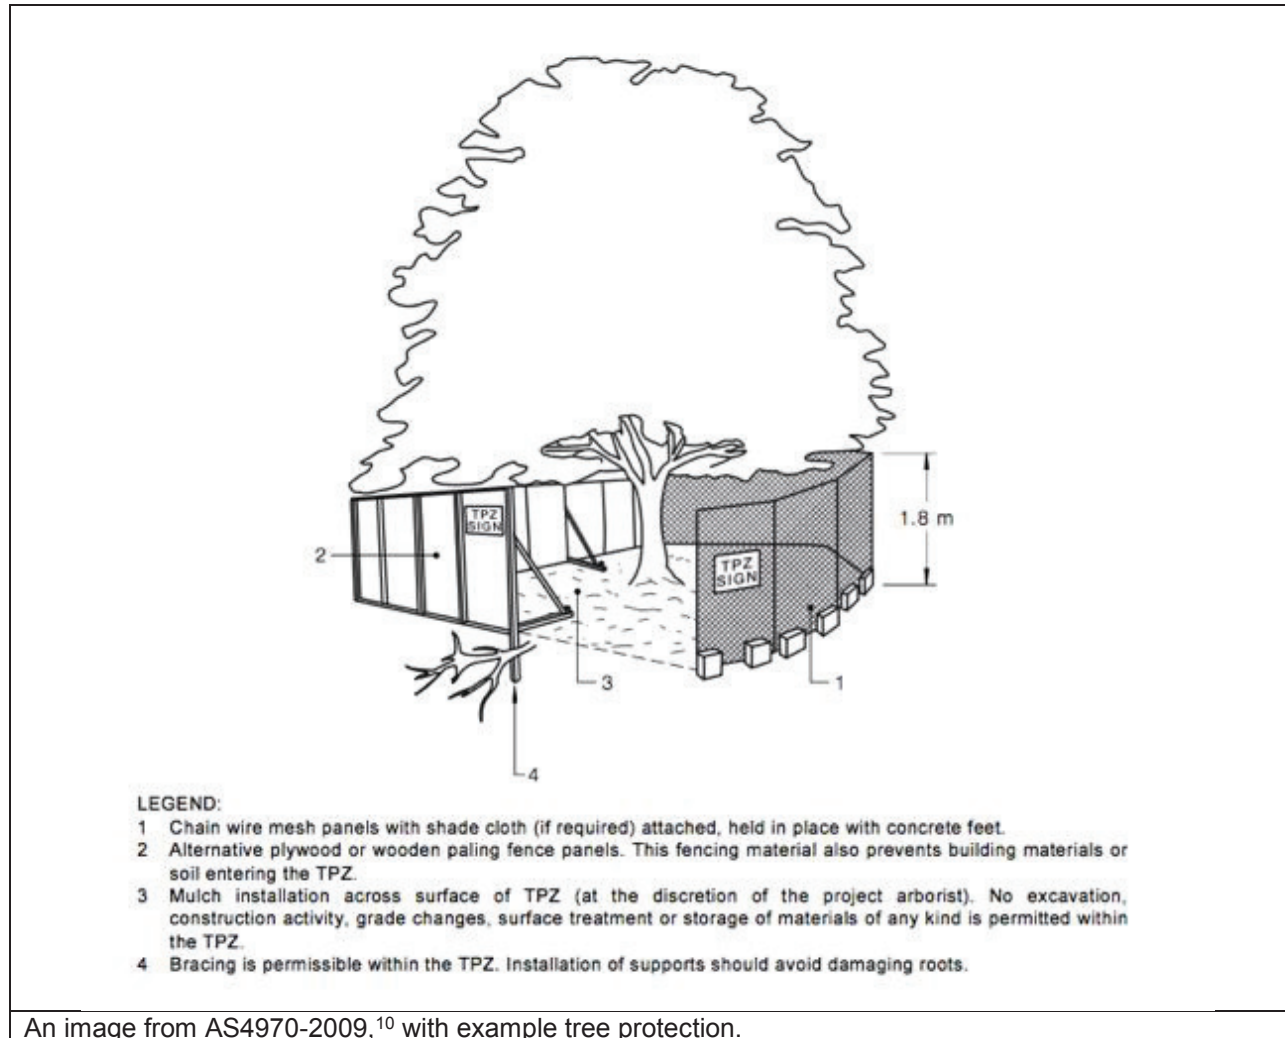 TPZ
SIGN
1.8 m
2
TPZ
SIGN
3
1
4
LEGEND:
1 Chain wire mesh panels with shade cloth (if required) attached, held in place with concrete feet.
2 Alternative plywood or wooden paling fence panels. This fencing material also prevents building materials or
soil entering the TPZ.
3 Mulch installation across surface of TPZ (at the discretion of the project arborist). No excavation,
construction activity, grade changes, surface treatment or storage of materials of any kind is permitted within
the TPZ.
4 Bracing is permissible within the TPZ. Installation of supports should avoid damaging roots.
An image from AS4970-2009,¹⁰ with example tree protection.